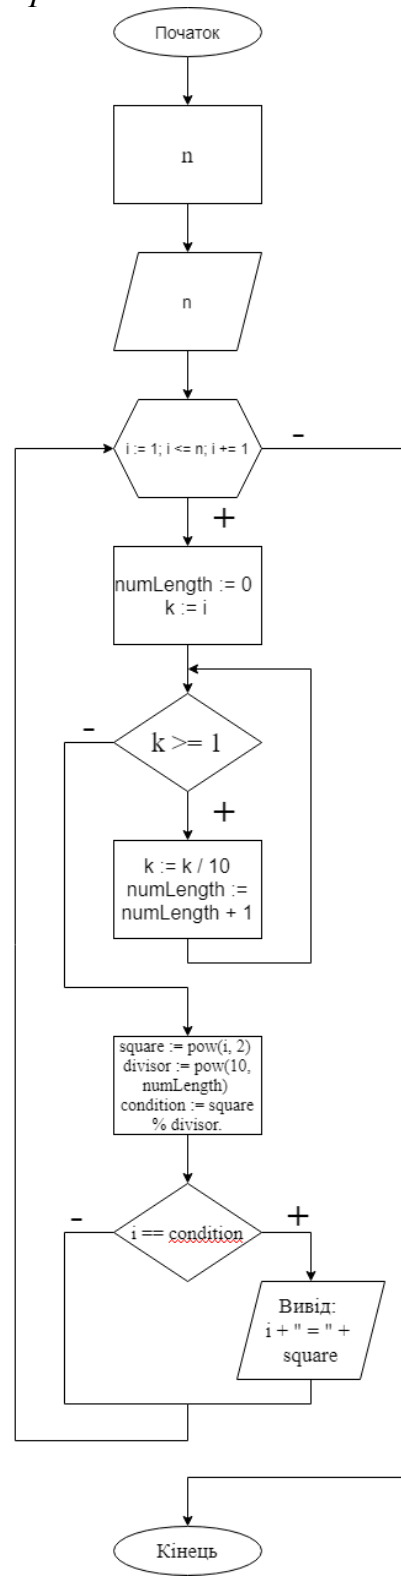 Початок
n
n
i := 1; i <= n; i += 1
-
+
numLength := 0
k := i
-
k >= 1
+
k := k / 10
numLength :=
numLength + 1
square := pow(i, 2)
divisor := pow(10,
numLength)
condition := square
% divisor.
-
+
i == condition
Вивід:
i + " = " +
square
Кінець